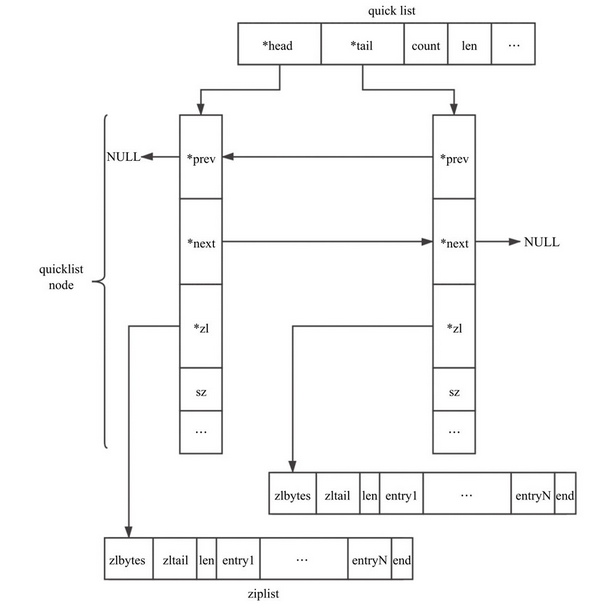 quick list
*head *tail count len ...
NULL *prev *prev
*next *next NULL
quicklist
node
*zl *zl
sz sz
... ...
zlbytes zltail len entry1 ... entryN end
zlbytes zltail len entry1 ... entryN end
ziplist